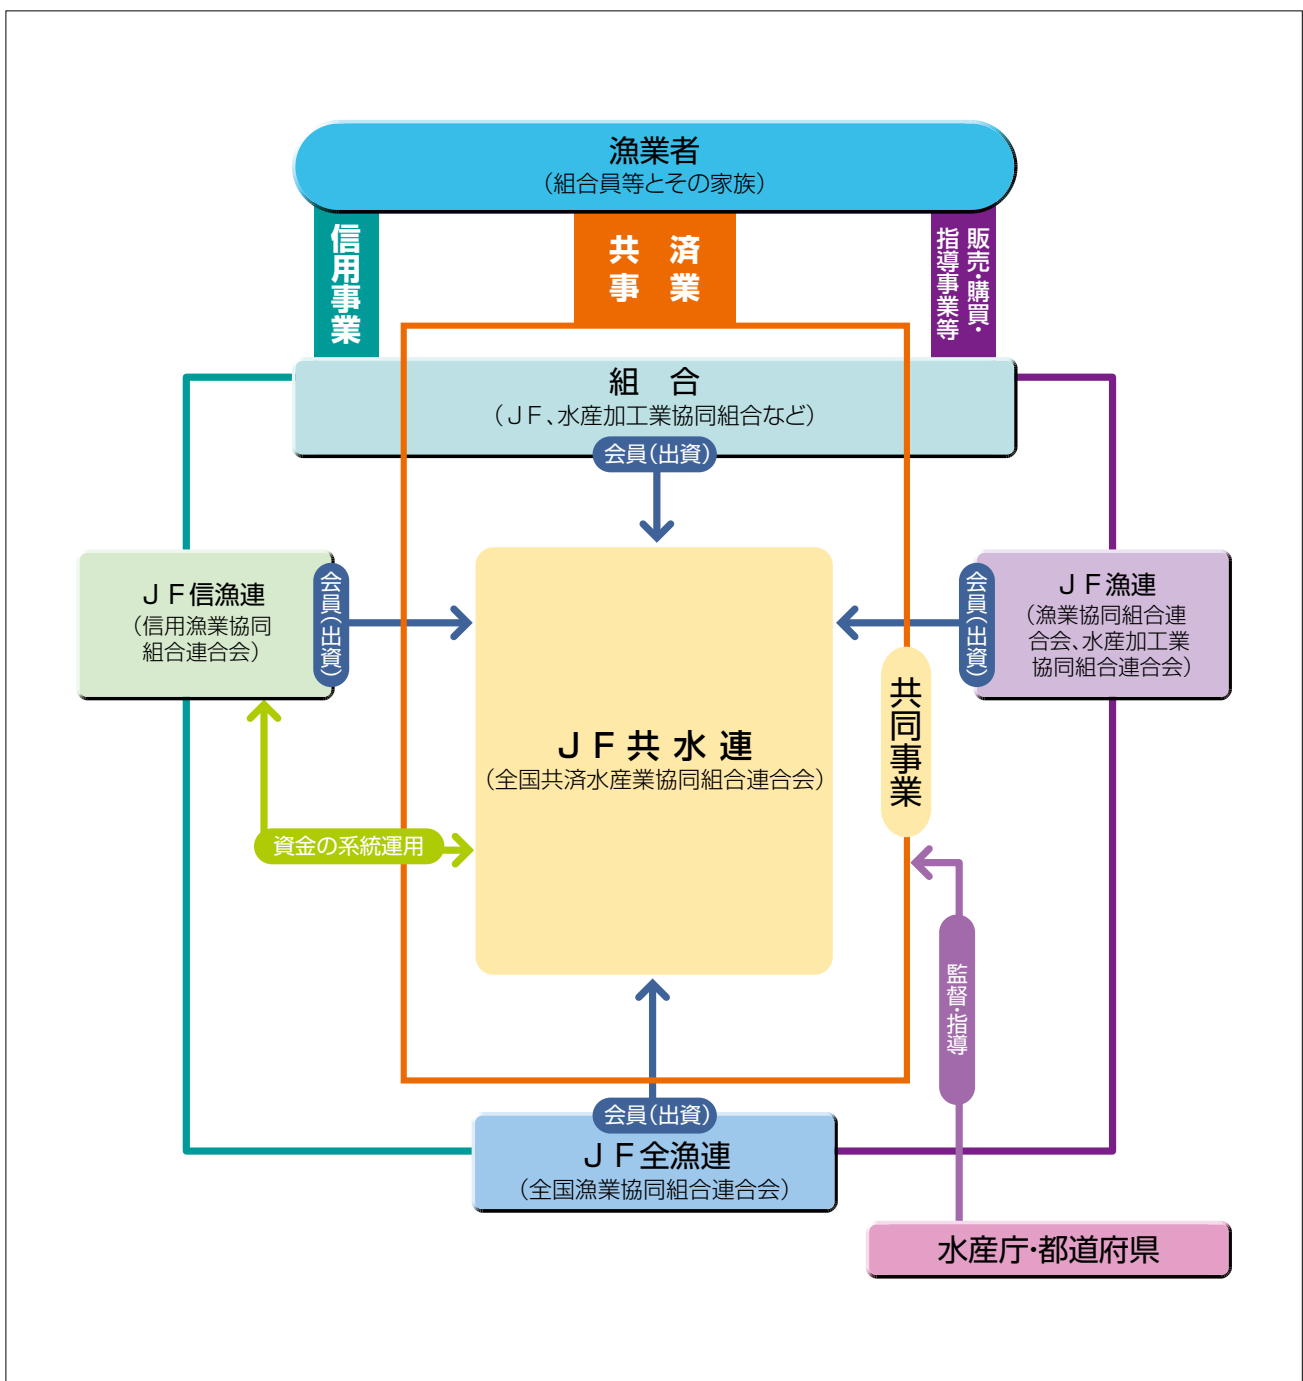 漁業者
（組合員等とその家族）
信用事業
共　済
事　業
販売・購買・
指導事業等
組　合
（ＪＦ、水産加工業協同組合など）
会員（出資）
ＪＦ信漁連
（信用漁業協同
組合連合会）
会員（出資）
会員（出資）
ＪＦ漁連
（漁業協同組合連
合会、水産加工業
協同組合連合会）
ＪＦ共水連
（全国共済水産業協同組合連合会）
共同事業
資金の系統運用
監督・指導
会員（出資）
ＪＦ全漁連
（全国漁業協同組合連合会）
水産庁・都道府県